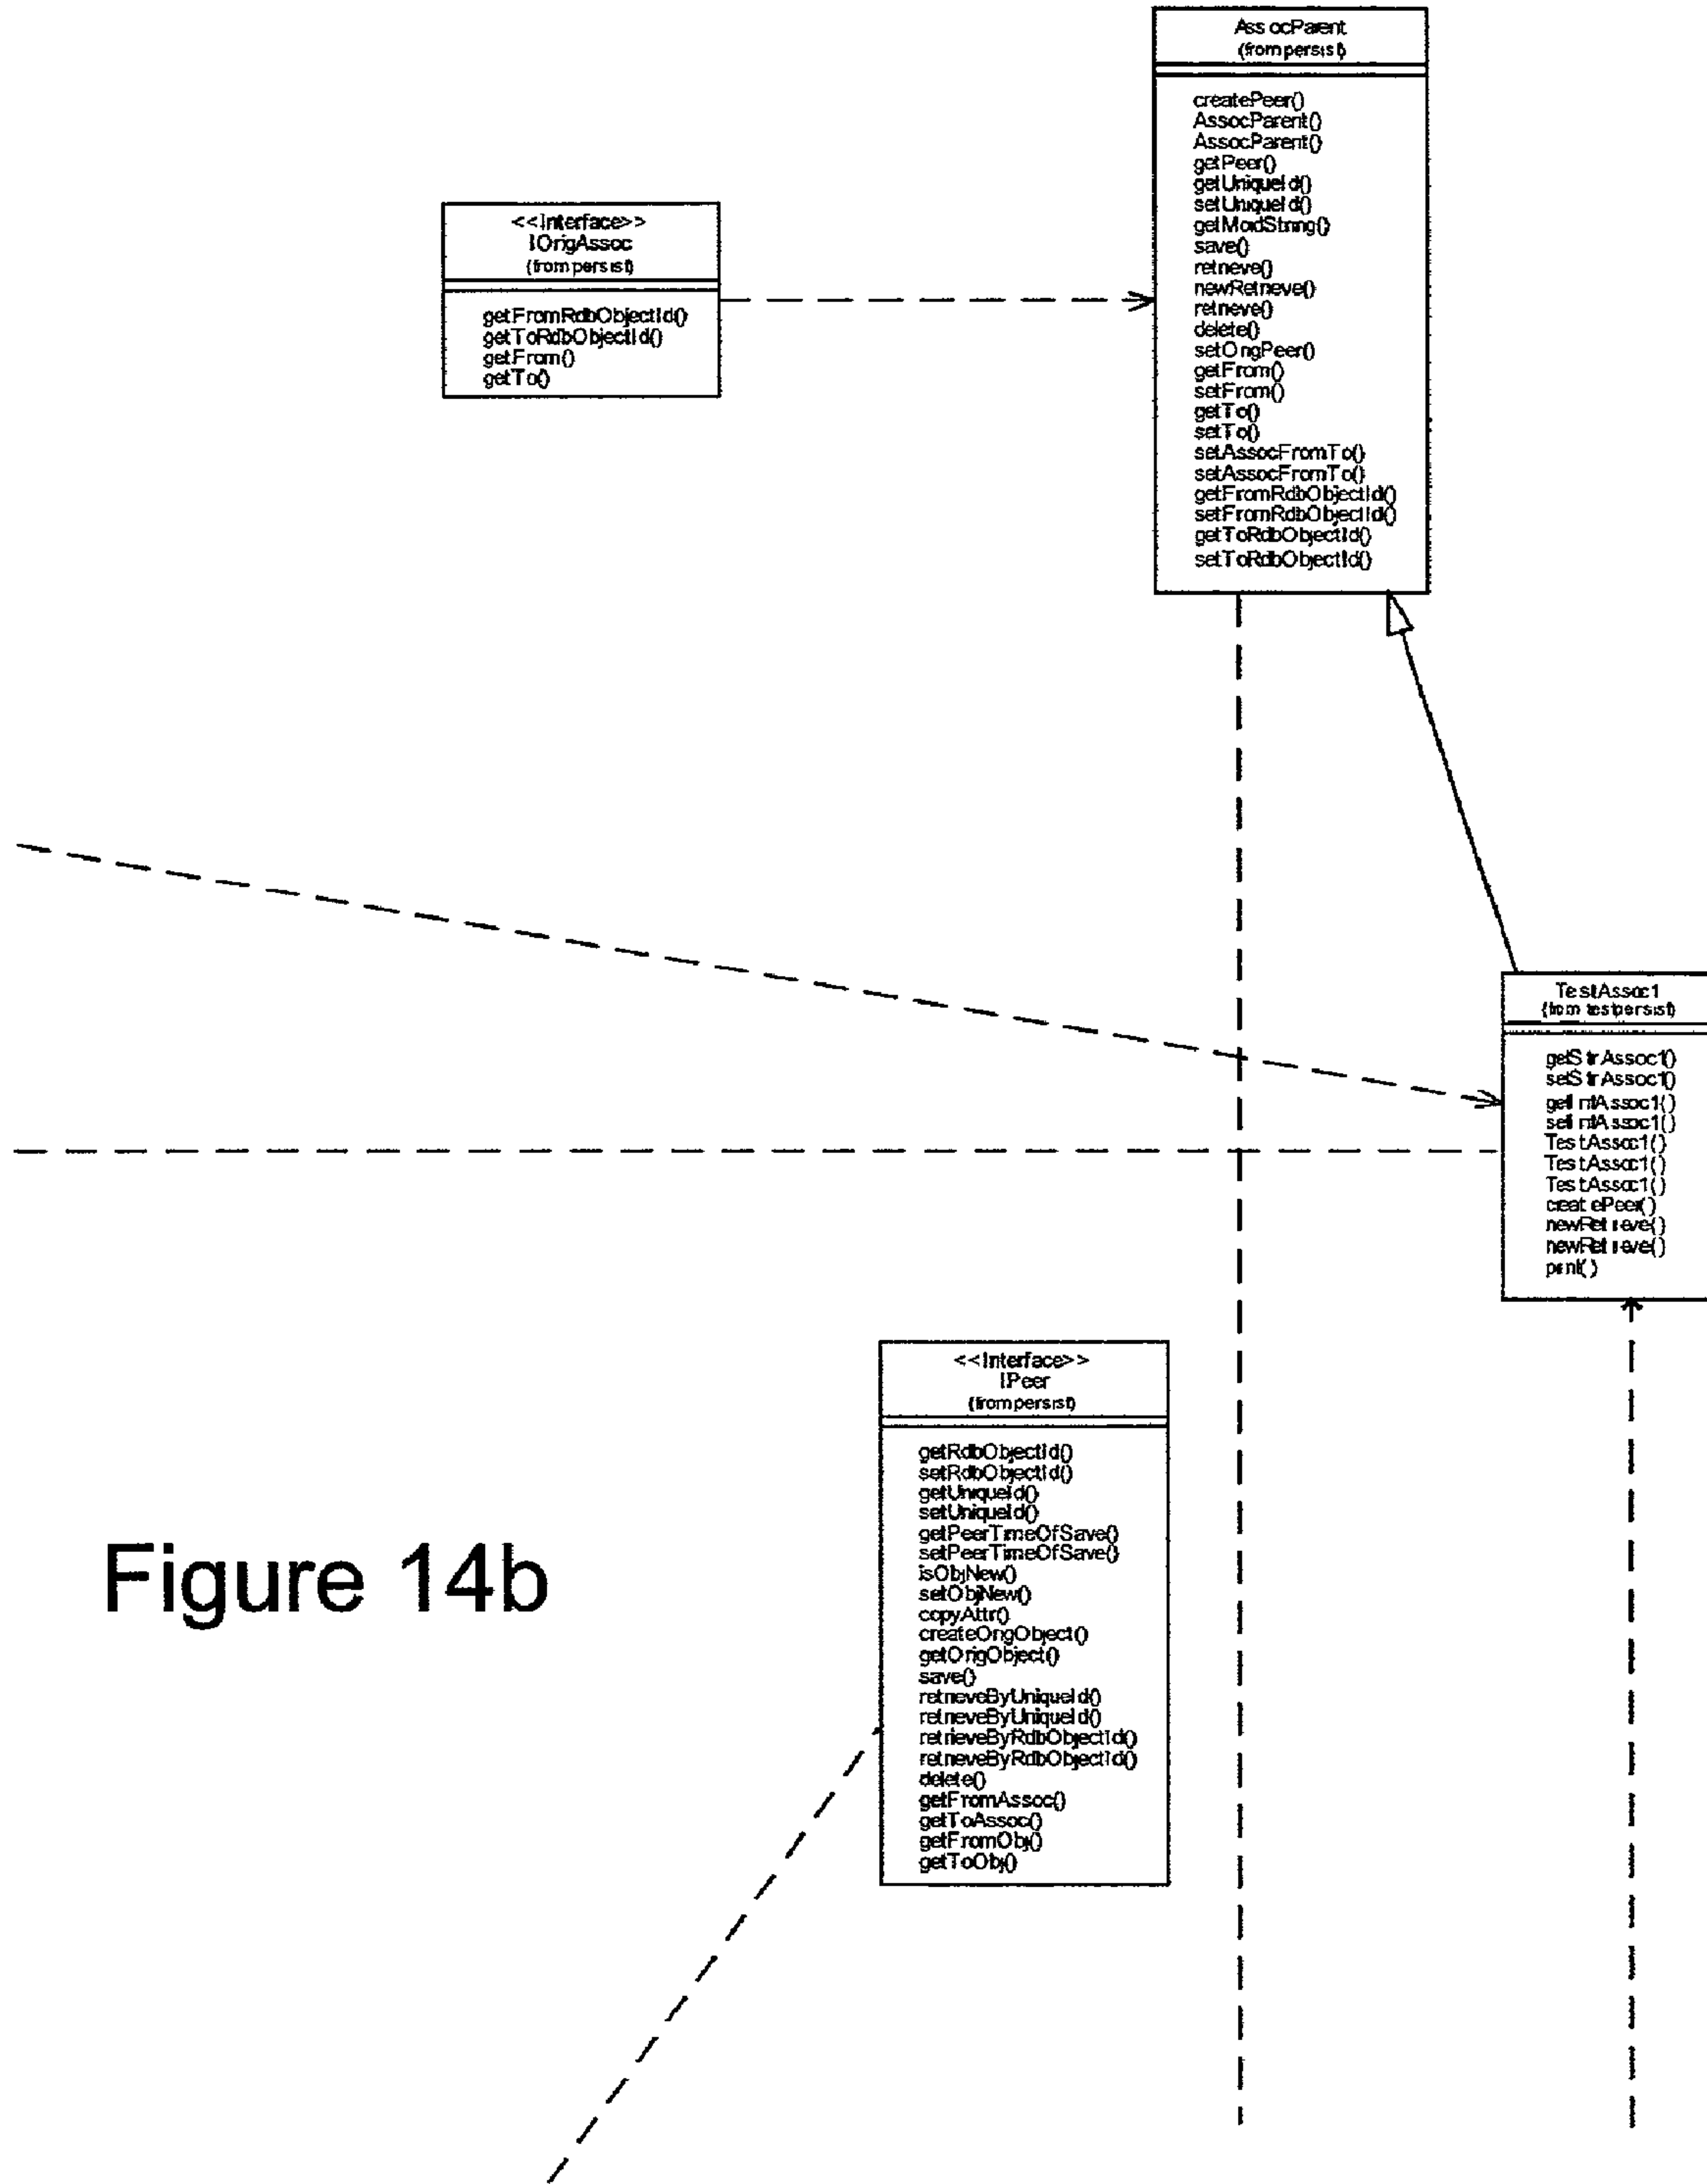 AssocParent
(from persist)
createPeer()
AssocParent()
AssocParent()
getPeer()
getUniqueId()
setUniqueId()
getModString()
save()
retrieve()
newRetrieve()
retrieve()
delete()
setOrigPeer()
getFrom()
setFrom()
getTo()
setTo()
setAssocFromTo()
setAssocFromTo()
getFromRdbObjectId()
setFromRdbObjectId()
getToRdbObjectId()
setToRdbObjectId()
<<Interface>>
IOrigAssoc
(from persist)
getFromRdbObjectId()
getToRdbObjectId()
getFrom()
getTo()
TestAssoc1
(from testpersist)
getStrAssoc1()
setStrAssoc1()
getIntAssoc1()
setIntAssoc1()
TestAssoc1()
TestAssoc1()
TestAssoc1()
createPeer()
newRetrieve()
newRetrieve()
print()
<<Interface>>
IPeer
(from persist)
getRdbObjectId()
setRdbObjectId()
getUniqueId()
setUniqueId()
getPeerTimeOfSave()
setPeerTimeOfSave()
isObjNew()
setObjNew()
copyAttr()
createOrigObject()
getOrigObject()
save()
retrieveByUniqueId()
retrieveByUniqueId()
retrieveByRdbObjectId()
retrieveByRdbObjectId()
delete()
getFromAssoc()
getToAssoc()
getFromObj()
getToObj()
Figure 14b